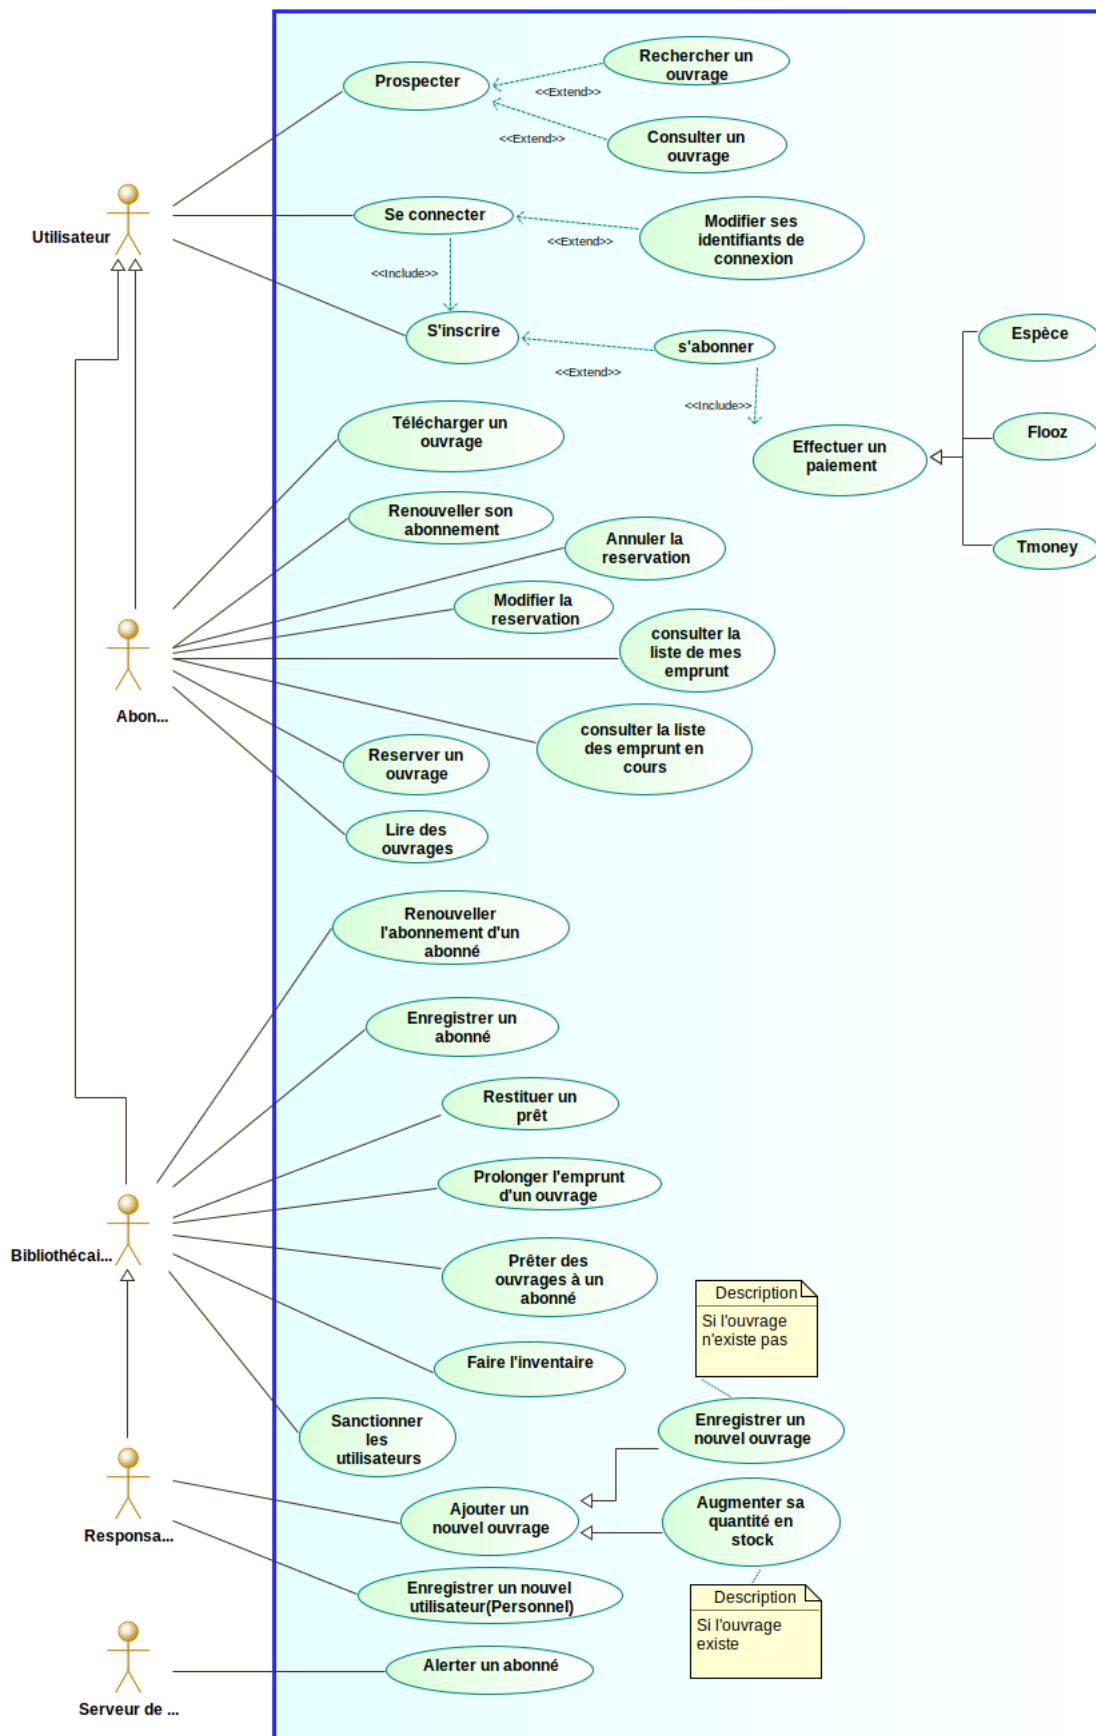 Rechercher un
ouvrage
Prospecter
<<Extend>>
<<Extend>>
Consulter un
ouvrage
Utilisateur
Se connecter
Modifier ses
identifiants de
connexion
<<Extend>>
<<Include>>
S'inscrire
s'abonner
<<Extend>>
<<Include>>
Espèce
Flooz
Tmoney
Effectuer un
paiement
Télécharger un
ouvrage
Renouveller son
abonnement
Annuler la
reservation
Modifier la
reservation
consulter la
liste de mes
emprunt
Abon...
consulter la liste
des emprunt en
cours
Reserver un
ouvrage
Lire des
ouvrages
Renouveller
l'abonnement d'un
abonné
Enregistrer un
abonné
Restituer un
prêt
Prolonger l'emprunt
d'un ouvrage
Bibliothécai...
Prêter des
ouvrages à un
abonné
Description
Si l'ouvrage
n'existe pas
Faire l'inventaire
Sanctionner
les
utilisateurs
Enregistrer un
nouvel ouvrage
Responsa...
Ajouter un
nouvel ouvrage
Augmenter sa
quantité en
stock
Enregistrer un nouvel
utilisateur(Personnel)
Description
Si l'ouvrage
existe
Alerter un abonné
Serveur de ...